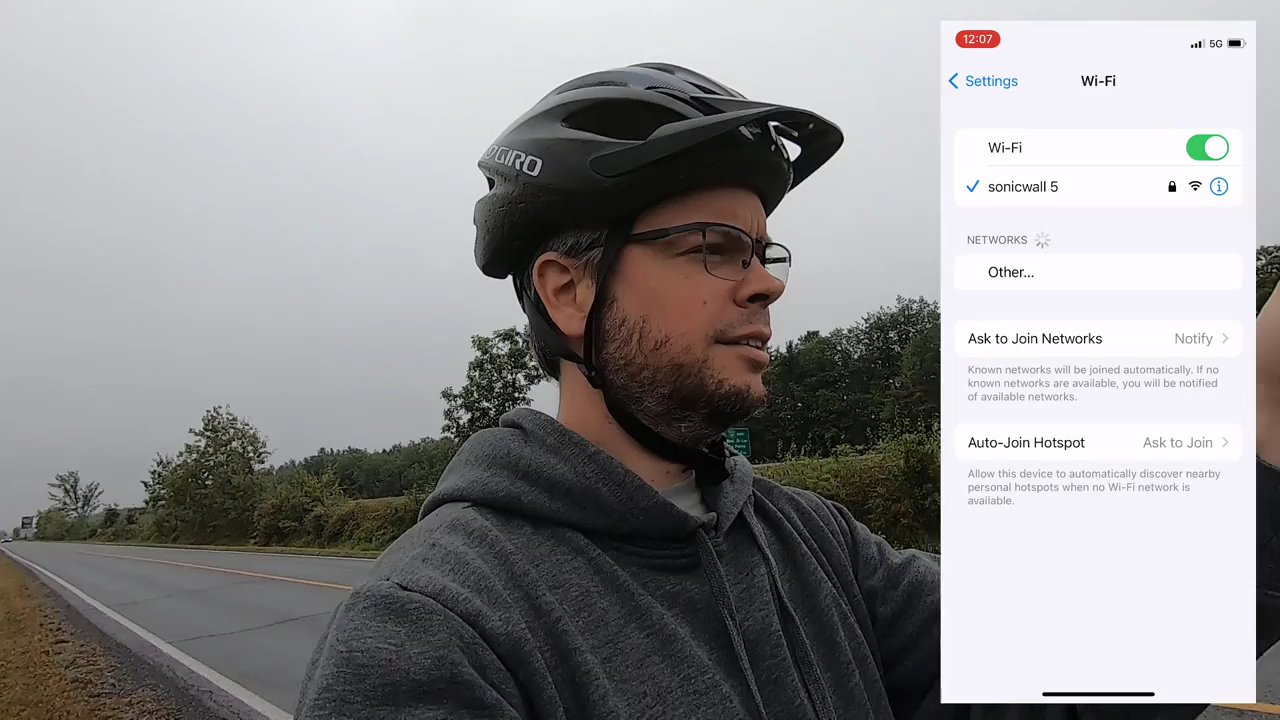 GIRO
12:07
5G
Settings
Wi-Fi
Wi-Fi
sonicwall 5
NETWORKS
Other...
Ask to Join Networks
Notify
Known networks will be joined automatically. If no
known networks are available, you will be notified
of available networks.
Auto-Join Hotspot
Ask to Join
Allow this device to automatically discover nearby
personal hotspots when no Wi-Fi network is
available.